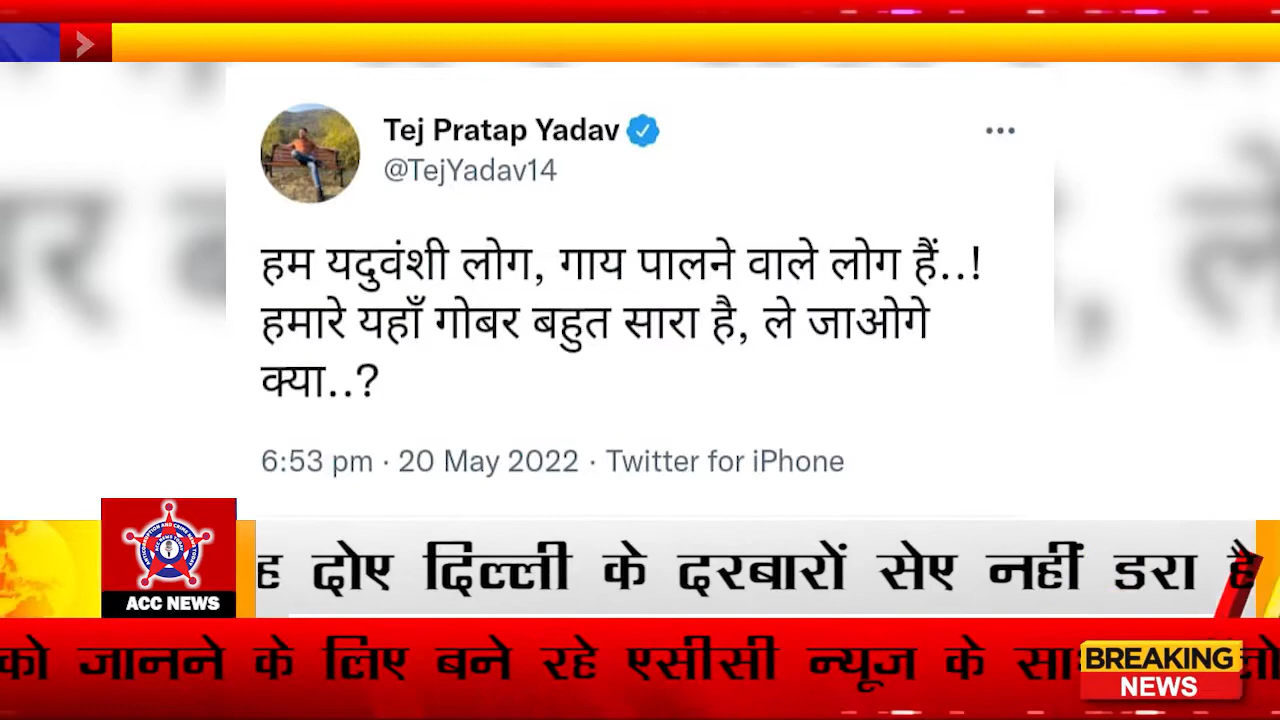 Tej Pratap Yadav
@TejYadav14
हम यदुवंशी लोग, गाय पालने वाले लोग हैं..!
हमारे यहाँ गोबर बहुत सारा है, ले जाओगे
क्या..?
6:53 pm · 20 May 2022 · Twitter for iPhone
ACC NEWS
दोए दिल्ली के दरबारों सेए नहीं डरा है
को जानने के लिए बने रहे एसीसी न्यूज के
BREAKING
NEWS